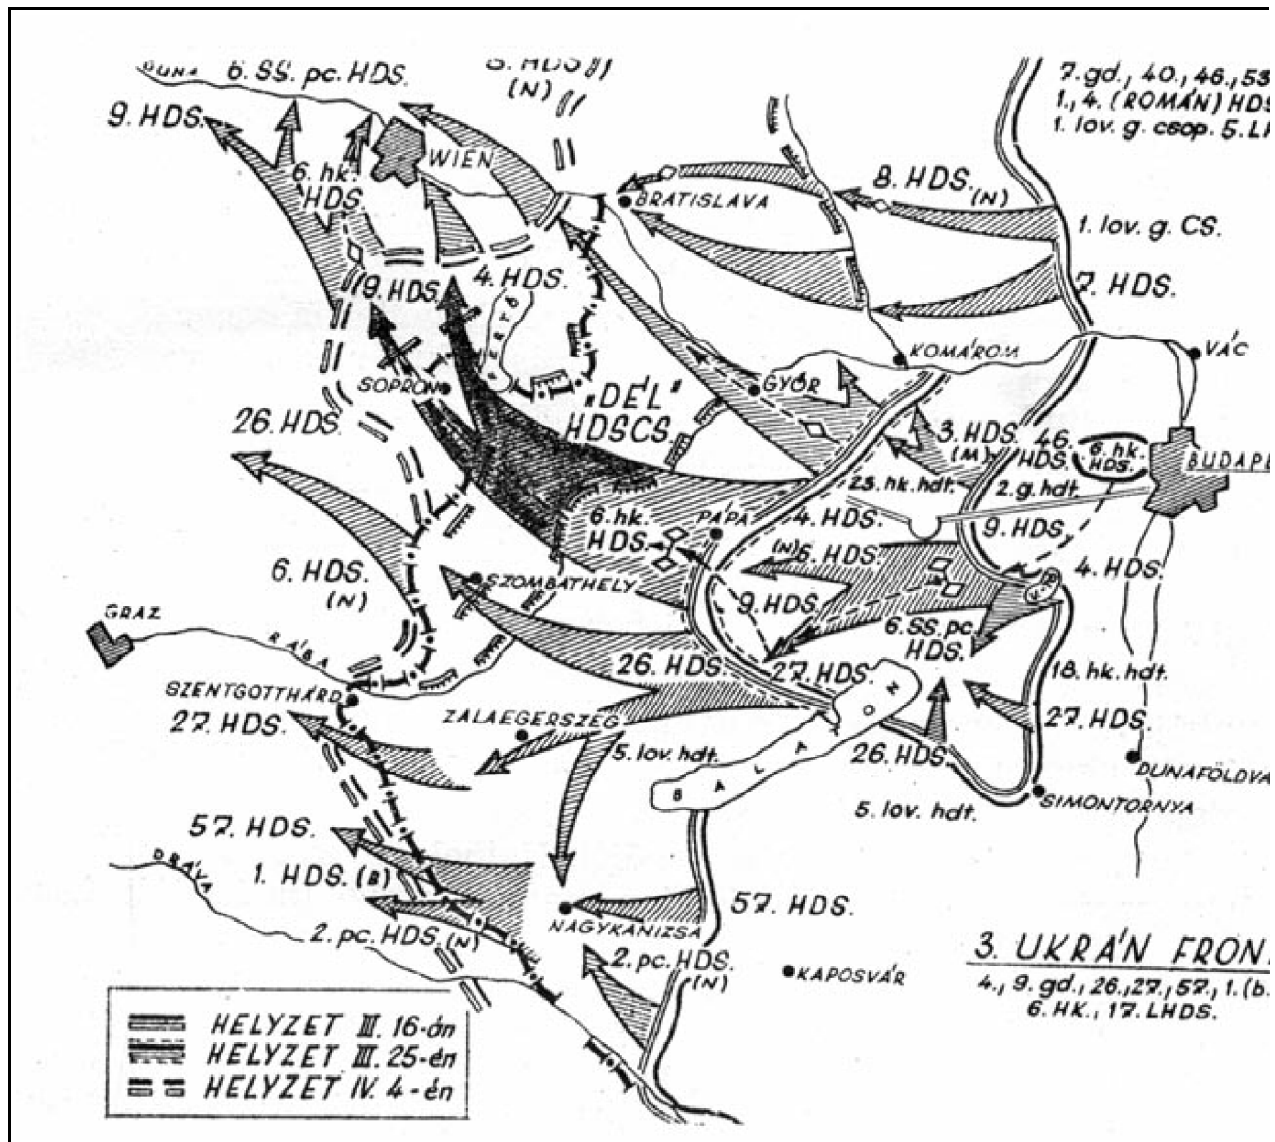 DUNA
6. SS. pc. HDS.
(N)
9. HDS.
WIEN
6. hk.
HDS.
7. gd., 40., 46., 53
1., 4. (ROMÁN) HDS
1. lov. g. csop. 5. L
8. HDS. (N)
BRATISLAVA
1. lov. g. CS.
7. HDS.
9. HDS.
4. HDS.
FERTŐ
KOMÁROM
VÁC
SOPRON
GYŐR
„DÉL"
HDSCS.
26. HDS.
3. HDS.
(M)
46.
HDS.
6. hk.
HDS.
BUDAPE
23. hk. hdt.
2. g. hdt.
6. hk.
HDS.
PÁPA
4. HDS.
9. HDS.
(N) 6. HDS.
4. HDS.
6. HDS.
(N)
SZOMBATHELY
9. HDS.
GRAZ
RÁBA
6. SS. pc.
HDS.
26. HDS.
27. HDS.
18. hk. hdt.
SZENTGOTTHÁRD
27. HDS.
ZALAEGERSZEG
5. lov. hdt.
BALATON
26. HDS
27. HDS.
DUNAFÖLDVÁ
SIMONTORNYA
5. lov. hdt.
57. HDS.
DRÁVA
1. HDS. (B)
57. HDS.
NAGYKANIZSA
2. pc. HDS. (N)
2. pc. HDS.
(N)
KAPOSVÁR
3. UKRÁN FRON
4., 9. gd., 26., 27., 57., 1. (b.
6. HK., 17. LHDS.
HELYZET III. 16-án
HELYZET III. 25-én
HELYZET IV. 4-én